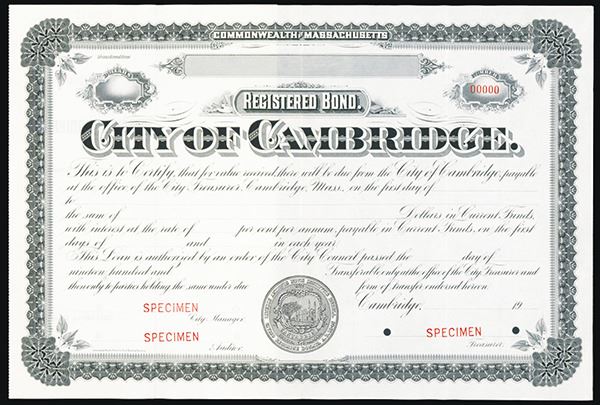 COMMONWEALTH OF MASSACHUSETTS
NUMBER
00000
REGISTERED BOND.
CITY OF CAMBRIDGE.
This is to Certify, that for value received, there will be due from the City of Cambridge, payable
at the office of the City Treasurer, Cambridge, Mass., on the first day of
to
the sum of Dollars in Current Funds,
with interest at the rate of per cent per annum, payable in Current Funds, on the first
days of and in each year.
This Loan is authorized by an order of the City Council passed the day of
nineteen hundred and Transferable only at the office of the City Treasurer and
then only to parties holding the same under due form of transfer endorsed hereon.
Cambridge, 19
SPECIMEN
City Manager.
SPECIMEN
Auditor.
SPECIMEN
Treasurer.